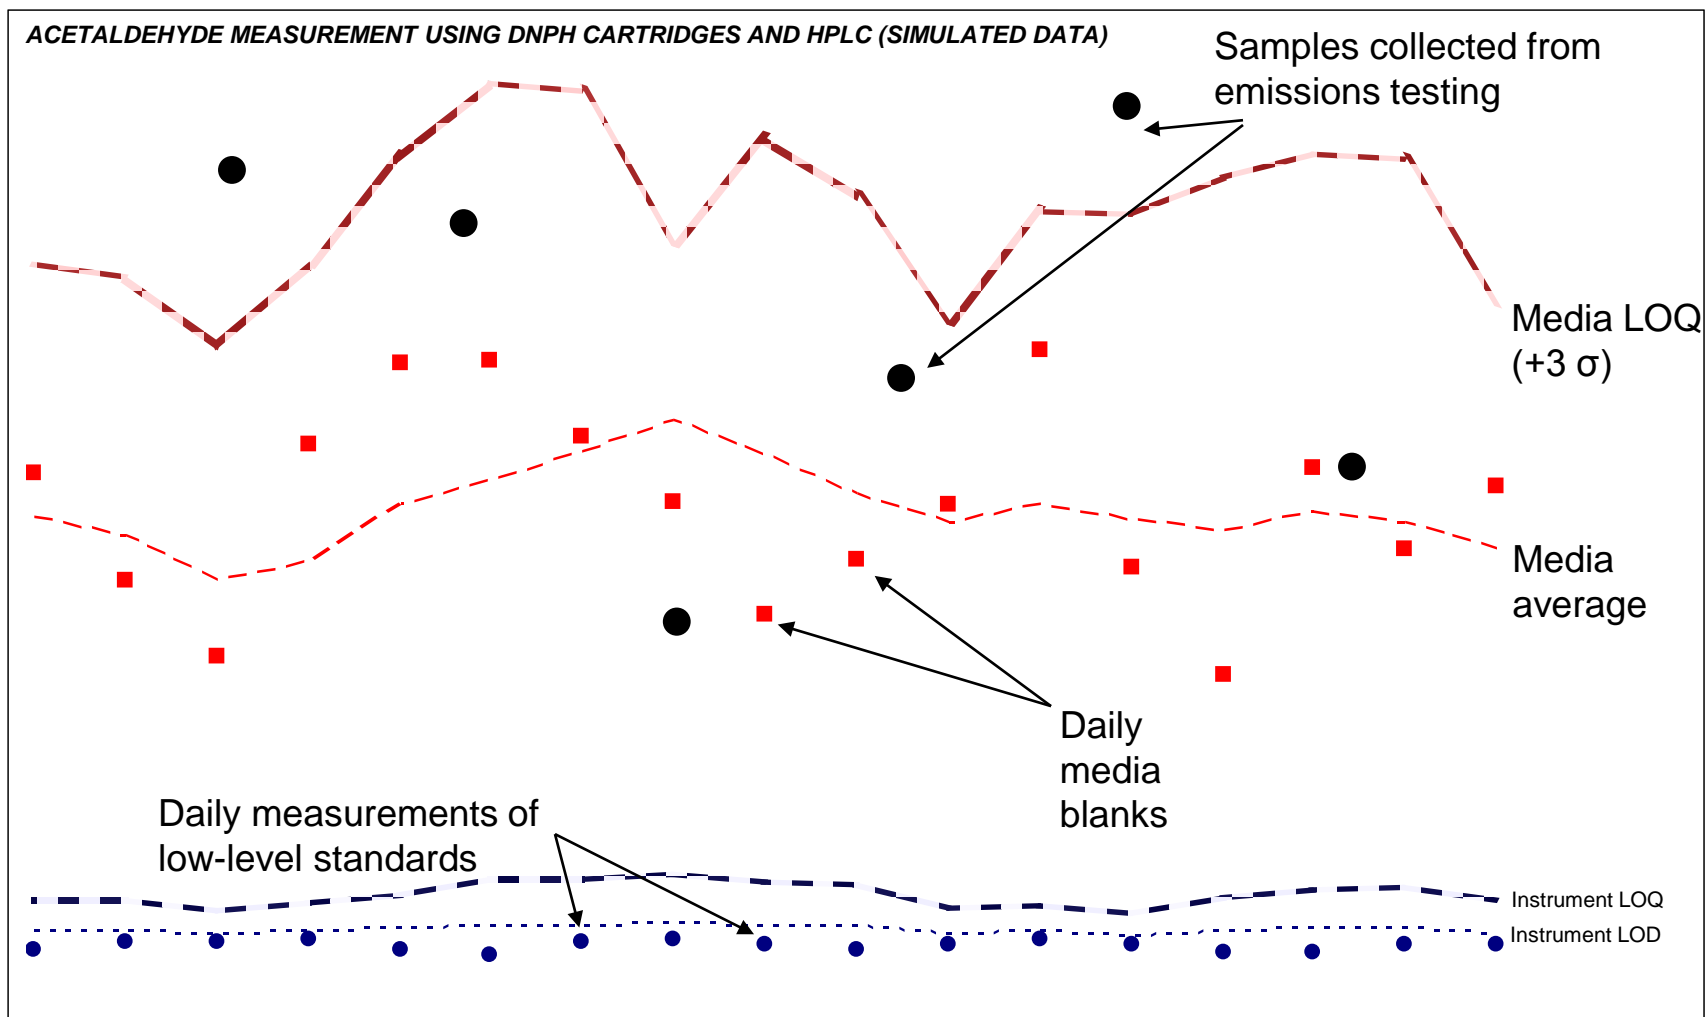 ACETALDEHYDE MEASUREMENT USING DNPH CARTRIDGES AND HPLC (SIMULATED DATA)
Samples collected from
emissions testing
Media LOQ
(+3 σ)
Media
average
Daily
media
blanks
Daily measurements of
low-level standards
Instrument LOQ
Instrument LOD